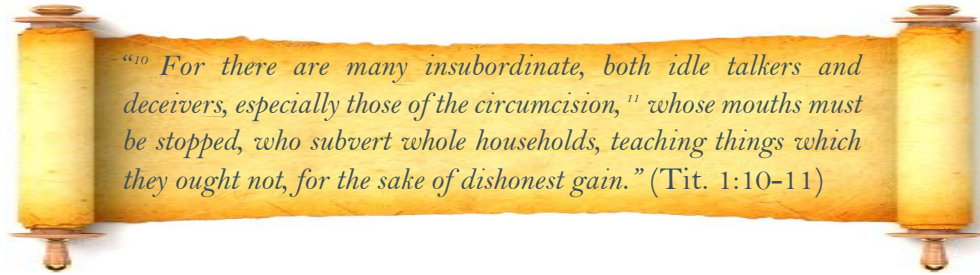 “¹⁰ For there are many insubordinate, both idle talkers and
deceivers, especially those of the circumcision, ¹¹ whose mouths must
be stopped, who subvert whole households, teaching things which
they ought not, for the sake of dishonest gain.” (Tit. 1:10-11)